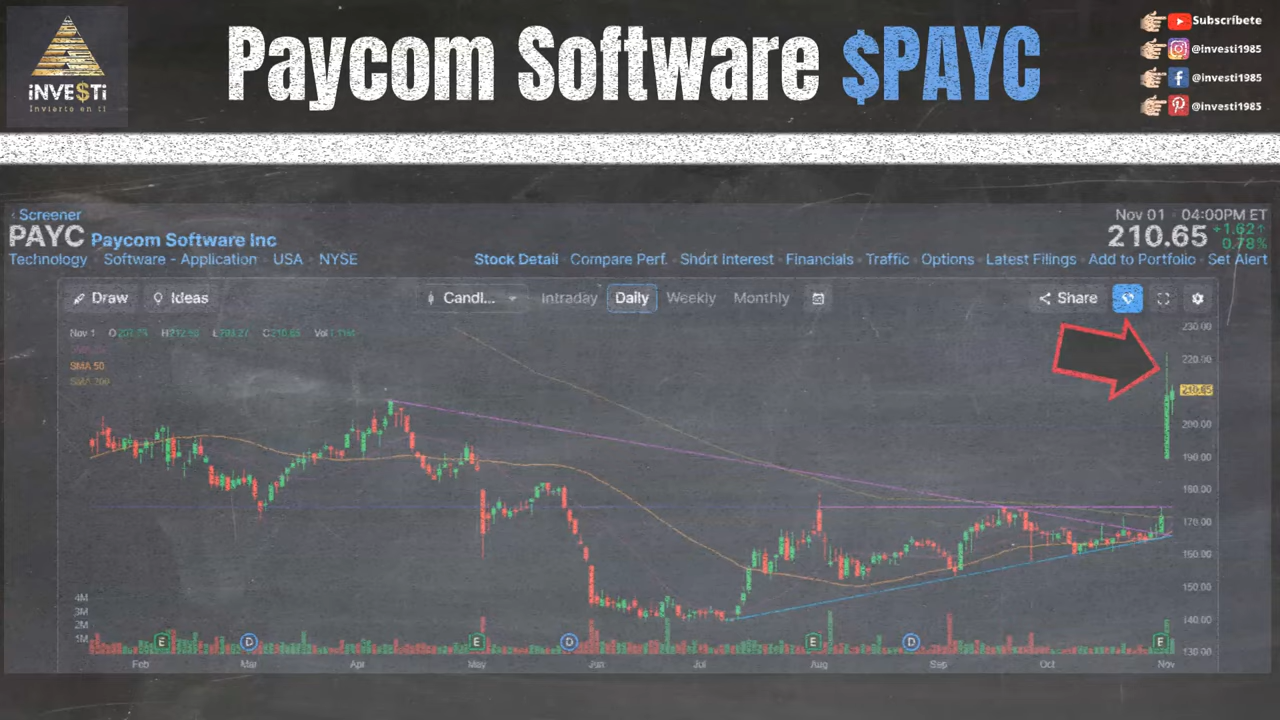 iNVE$Ti
Invierto en ti
Paycom Software $PAYC
Subscríbete
@investi1985
@investi1985
@investi1985
‹ Screener
PAYC Paycom Software Inc
Technology • Software - Application • USA • NYSE
Nov 01 • 04:00PM ET
210.65 +1.62↑
0.78%
Stock Detail • Compare Perf. • Short Interest • Financials • Traffic • Options • Latest Filings • Add to Portfolio • Set Alert
Draw Ideas Candl... Intraday Daily Weekly Monthly Share
Nov 1
SMA 50
SMA 200
230.00
220.00
210.65
200.00
190.00
180.00
170.00
160.00
150.00
140.00
130.00
4M
3M
2M
1M
E D E D E D E
Feb Mar Apr May Jun Jul Aug Sep Oct Nov